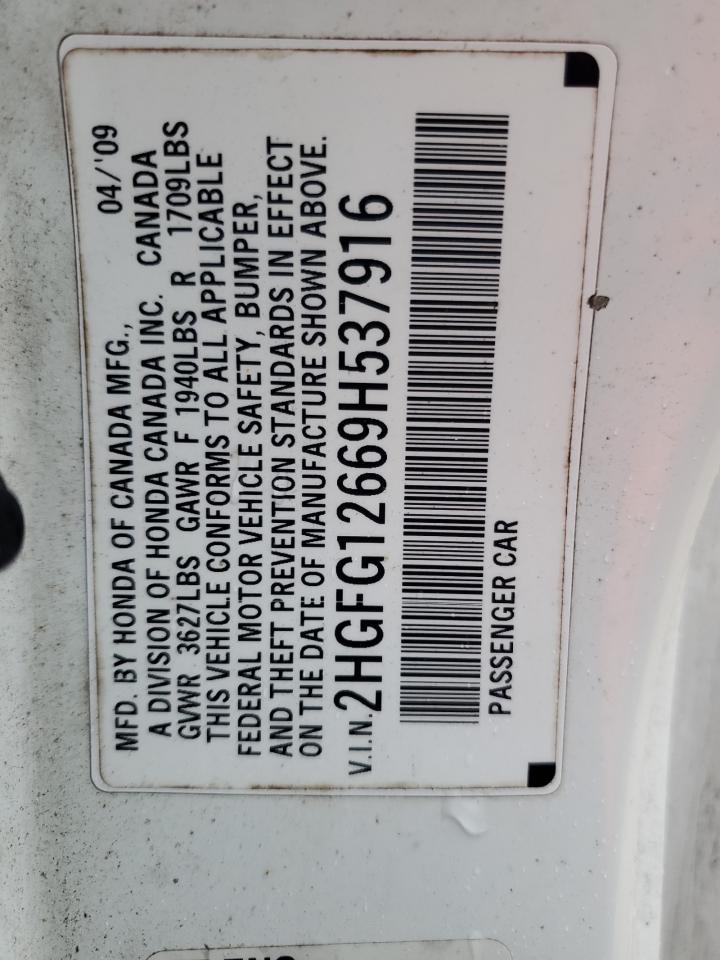 MFD. BY HONDA OF CANADA MFG., 04/'09
A DIVISION OF HONDA CANADA INC. CANADA
GVWR 3627LBS GAWR F 1940LBS R 1709LBS
THIS VEHICLE CONFORMS TO ALL APPLICABLE
FEDERAL MOTOR VEHICLE SAFETY, BUMPER,
AND THEFT PREVENTION STANDARDS IN EFFECT
ON THE DATE OF MANUFACTURE SHOWN ABOVE.
V.I.N. 2HGFG12669H537916
PASSENGER CAR